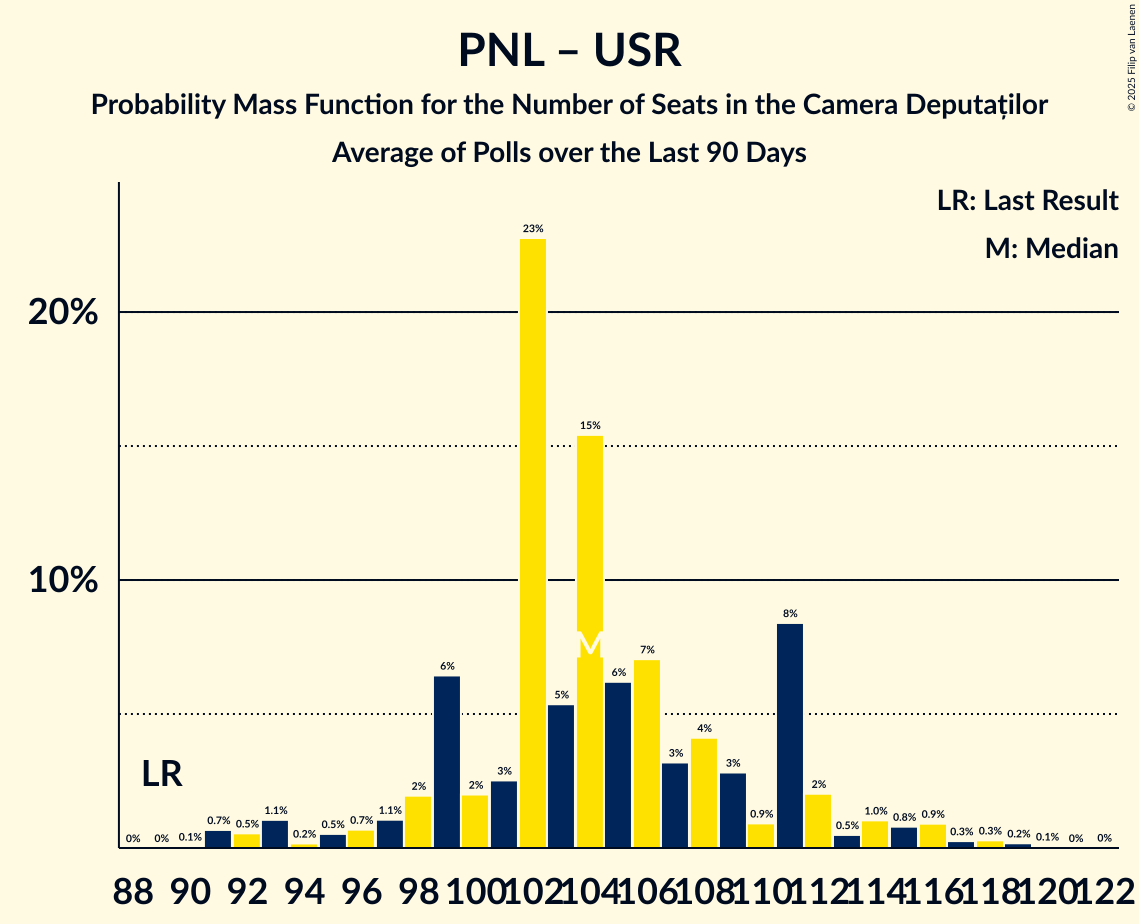 PNL – USR
Probability Mass Function for the Number of Seats in the Camera Deputaților
Average of Polls over the Last 90 Days
© 2025 Filip van Laenen
LR: Last Result
M: Median
20%
10%
LR
M
0% 0% 0.1% 0.7% 0.5% 1.1% 0.2% 0.5% 0.7% 1.1% 2% 6% 2% 3% 23% 5% 15% 6% 7% 3% 4% 3% 0.9% 8% 2% 0.5% 1.0% 0.8% 0.9% 0.3% 0.3% 0.2% 0.1% 0% 0%
88 90 92 94 96 98 100 102 104 106 108 110 112 114 116 118 120 122